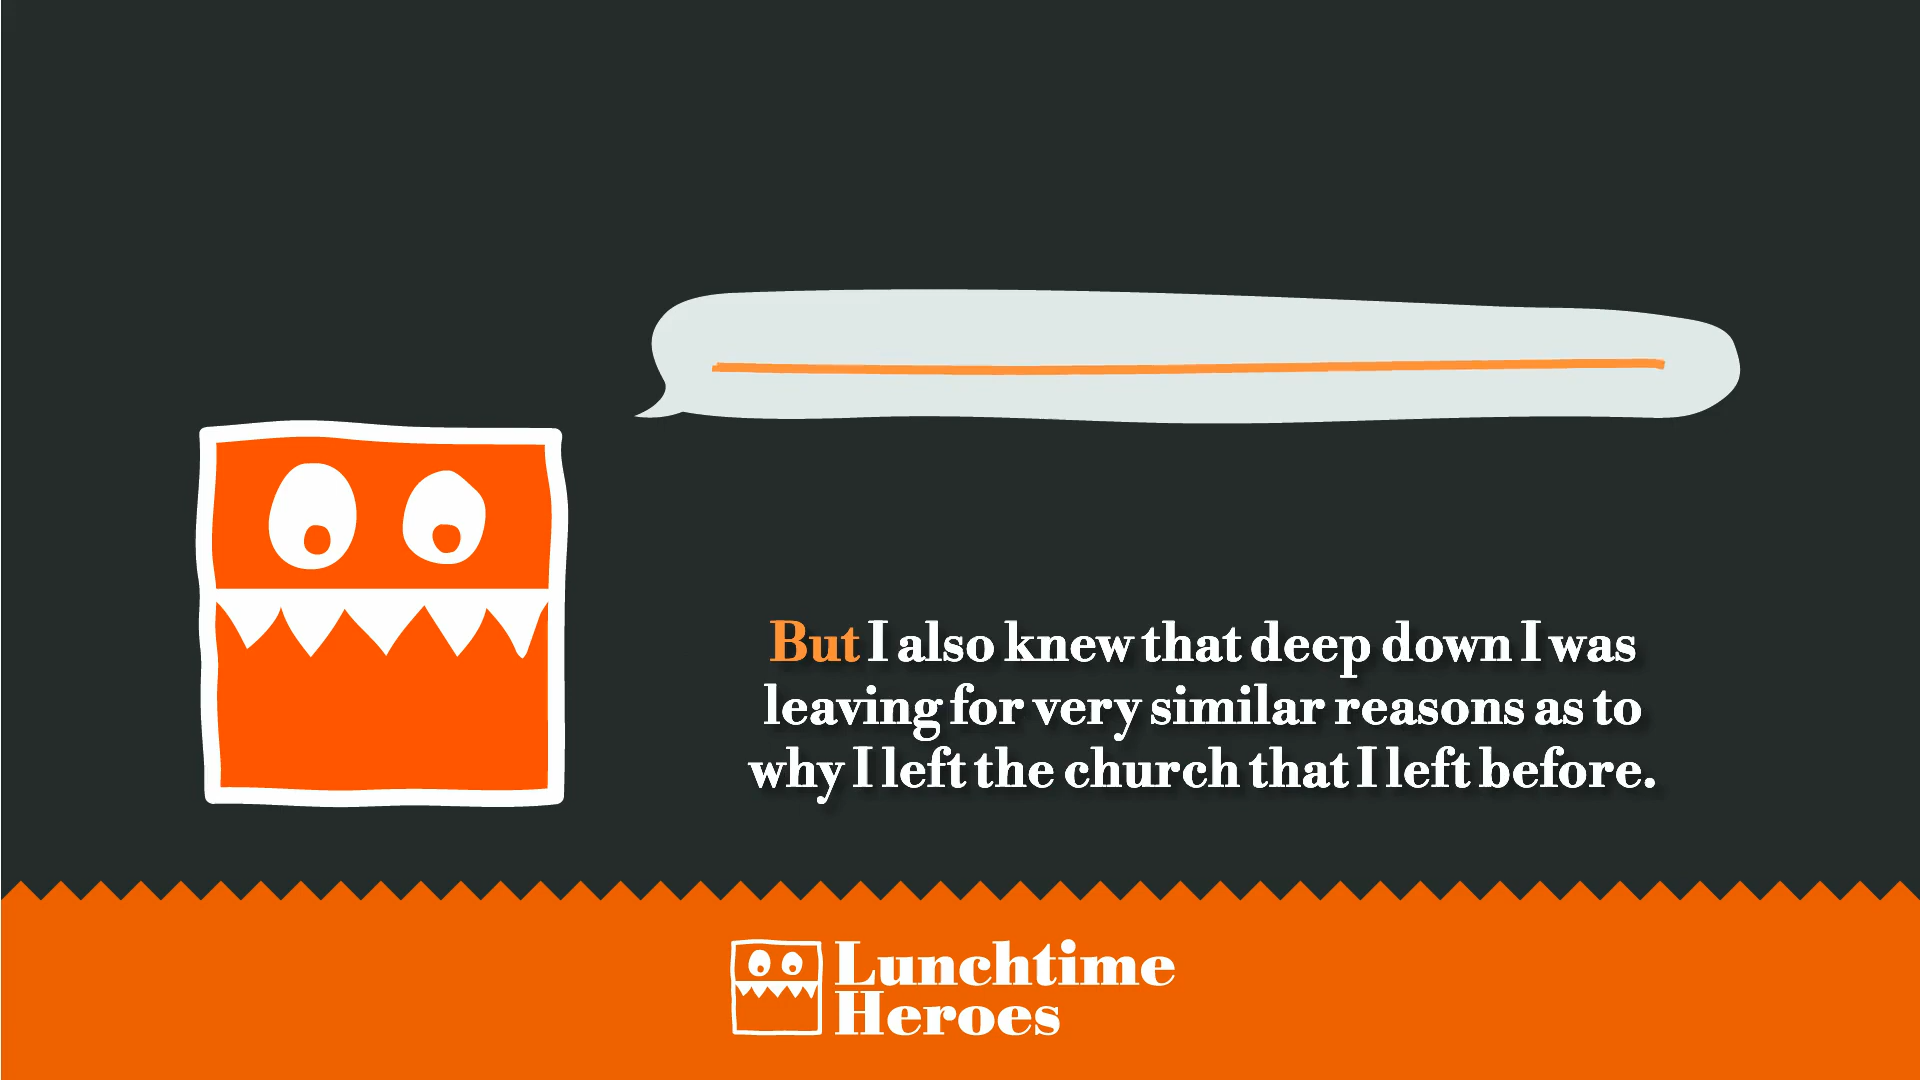 But I also knew that deep down I was
leaving for very similar reasons as to
why I left the church that I left before.
Lunchtime
Heroes